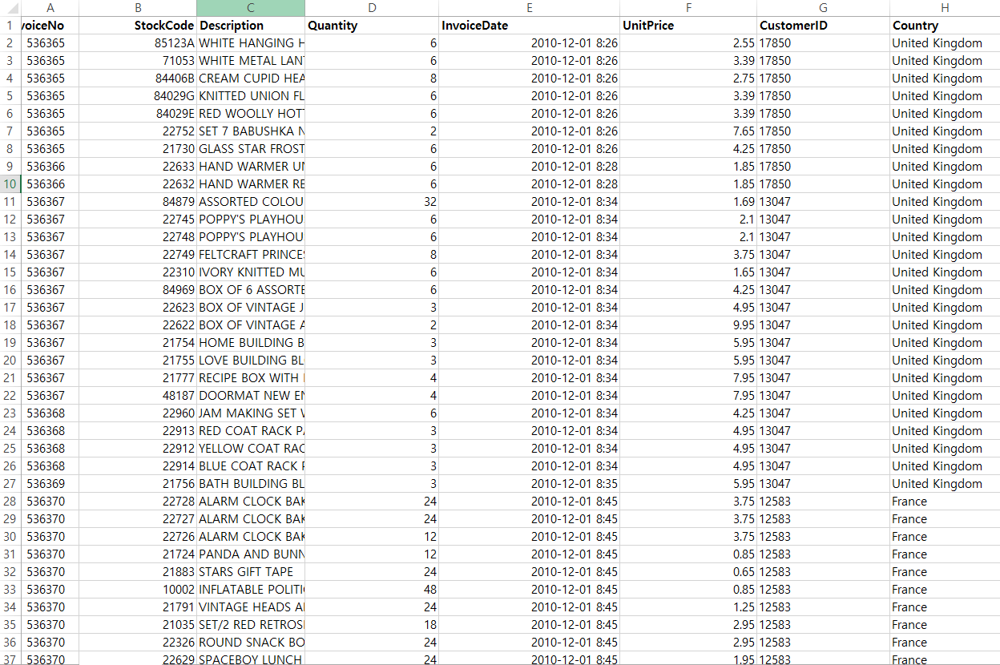 A B C D E F G H
1 voiceNo StockCode Description Quantity InvoiceDate UnitPrice CustomerID Country
2 536365 85123A WHITE HANGING H 6 2010-12-01 8:26 2.55 17850 United Kingdom
3 536365 71053 WHITE METAL LAN 6 2010-12-01 8:26 3.39 17850 United Kingdom
4 536365 84406B CREAM CUPID HEA 8 2010-12-01 8:26 2.75 17850 United Kingdom
5 536365 84029G KNITTED UNION FL 6 2010-12-01 8:26 3.39 17850 United Kingdom
6 536365 84029E RED WOOLLY HOT 6 2010-12-01 8:26 3.39 17850 United Kingdom
7 536365 22752 SET 7 BABUSHKA N 2 2010-12-01 8:26 7.65 17850 United Kingdom
8 536365 21730 GLASS STAR FROST 6 2010-12-01 8:26 4.25 17850 United Kingdom
9 536366 22633 HAND WARMER UN 6 2010-12-01 8:28 1.85 17850 United Kingdom
10 536366 22632 HAND WARMER RE 6 2010-12-01 8:28 1.85 17850 United Kingdom
11 536367 84879 ASSORTED COLOU 32 2010-12-01 8:34 1.69 13047 United Kingdom
12 536367 22745 POPPY'S PLAYHOU 6 2010-12-01 8:34 2.1 13047 United Kingdom
13 536367 22748 POPPY'S PLAYHOU 6 2010-12-01 8:34 2.1 13047 United Kingdom
14 536367 22749 FELTCRAFT PRINCES 8 2010-12-01 8:34 3.75 13047 United Kingdom
15 536367 22310 IVORY KNITTED MU 6 2010-12-01 8:34 1.65 13047 United Kingdom
16 536367 84969 BOX OF 6 ASSORTE 6 2010-12-01 8:34 4.25 13047 United Kingdom
17 536367 22623 BOX OF VINTAGE J 3 2010-12-01 8:34 4.95 13047 United Kingdom
18 536367 22622 BOX OF VINTAGE A 2 2010-12-01 8:34 9.95 13047 United Kingdom
19 536367 21754 HOME BUILDING B 3 2010-12-01 8:34 5.95 13047 United Kingdom
20 536367 21755 LOVE BUILDING BL 3 2010-12-01 8:34 5.95 13047 United Kingdom
21 536367 21777 RECIPE BOX WITH 4 2010-12-01 8:34 7.95 13047 United Kingdom
22 536367 48187 DOORMAT NEW EN 4 2010-12-01 8:34 7.95 13047 United Kingdom
23 536368 22960 JAM MAKING SET W 6 2010-12-01 8:34 4.25 13047 United Kingdom
24 536368 22913 RED COAT RACK PA 3 2010-12-01 8:34 4.95 13047 United Kingdom
25 536368 22912 YELLOW COAT RAC 3 2010-12-01 8:34 4.95 13047 United Kingdom
26 536368 22914 BLUE COAT RACK P 3 2010-12-01 8:34 4.95 13047 United Kingdom
27 536369 21756 BATH BUILDING BL 3 2010-12-01 8:35 5.95 13047 United Kingdom
28 536370 22728 ALARM CLOCK BAK 24 2010-12-01 8:45 3.75 12583 France
29 536370 22727 ALARM CLOCK BAK 24 2010-12-01 8:45 3.75 12583 France
30 536370 22726 ALARM CLOCK BAK 12 2010-12-01 8:45 3.75 12583 France
31 536370 21724 PANDA AND BUNN 12 2010-12-01 8:45 0.85 12583 France
32 536370 21883 STARS GIFT TAPE 24 2010-12-01 8:45 0.65 12583 France
33 536370 10002 INFLATABLE POLITI 48 2010-12-01 8:45 0.85 12583 France
34 536370 21791 VINTAGE HEADS A 24 2010-12-01 8:45 1.25 12583 France
35 536370 21035 SET/2 RED RETROS 18 2010-12-01 8:45 2.95 12583 France
36 536370 22326 ROUND SNACK BO 24 2010-12-01 8:45 2.95 12583 France
37 536370 22629 SPACEBOY LUNCH 24 2010-12-01 8:45 1.95 12583 France